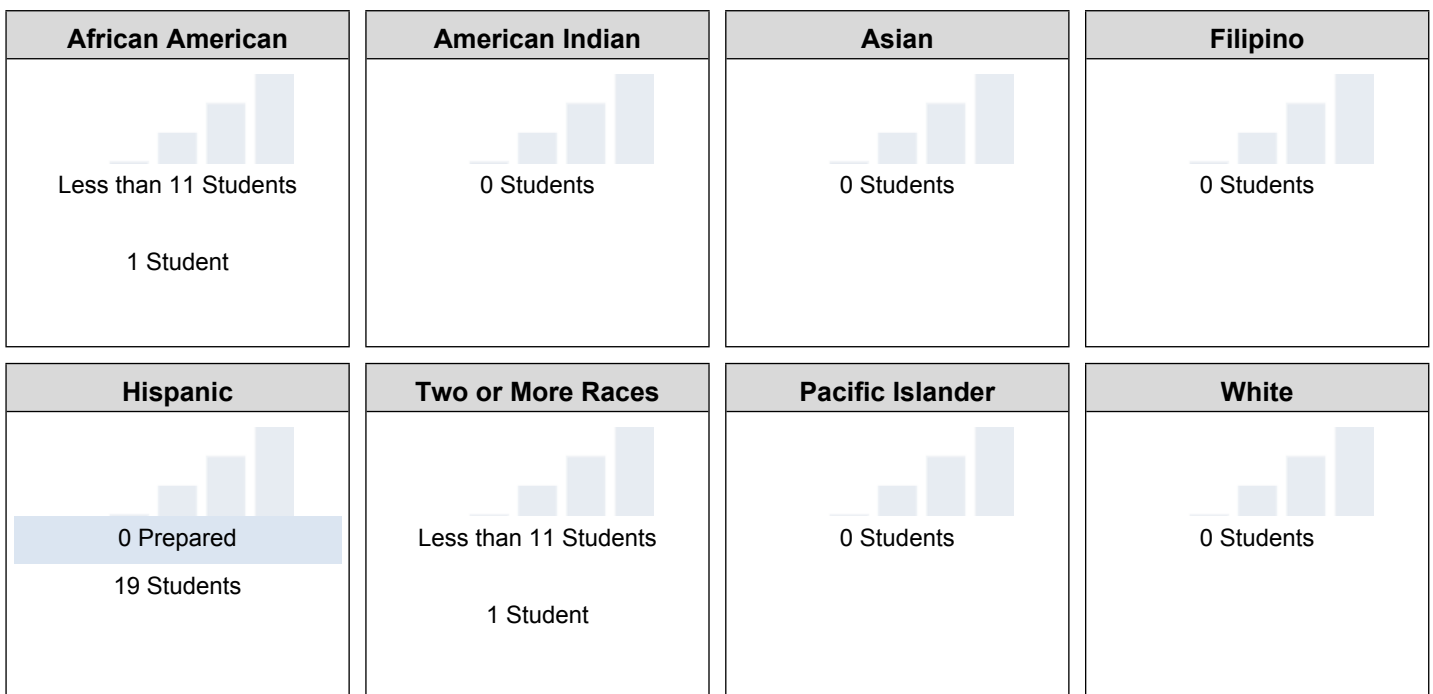 African American
Less than 11 Students
1 Student
American Indian
0 Students
Asian
0 Students
Filipino
0 Students
Hispanic
0 Prepared
19 Students
Two or More Races
Less than 11 Students
1 Student
Pacific Islander
0 Students
White
0 Students